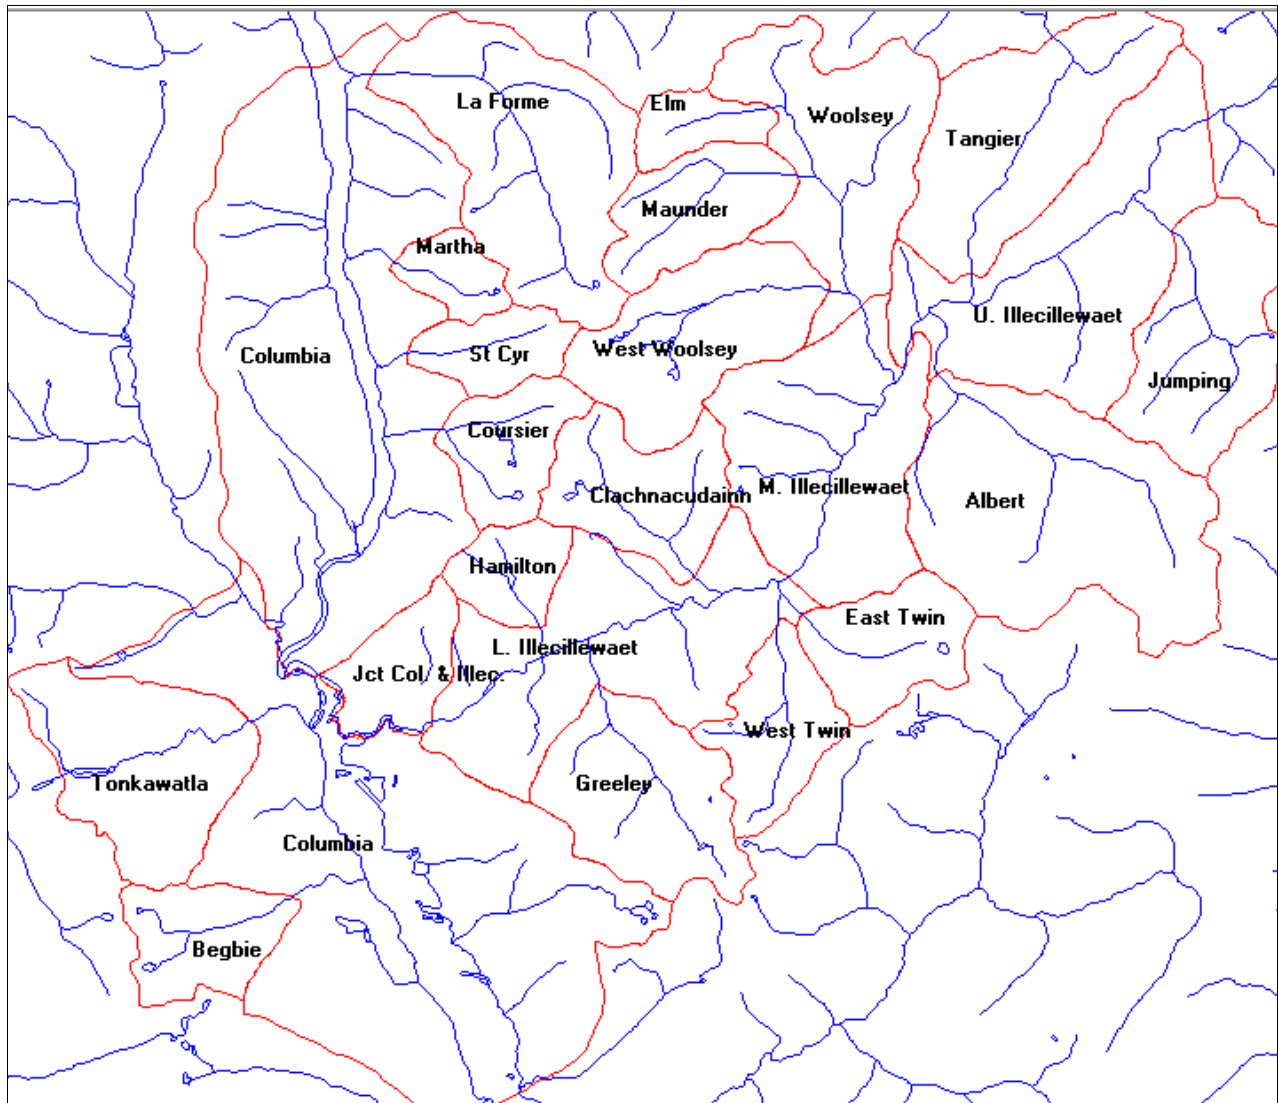 La Forme
Elm
Woolsey
Tangier
Maunder
Martha
U. Illecillewaet
Columbia
St Cyr
West Woolsey
Jumping
Coursier
Clachnacudainn
M. Illecillewaet
Albert
Hamilton
East Twin
L. Illecillewaet
Jct Col. & Illec.
West Twin
Tonkawatla
Greeley
Columbia
Begbie